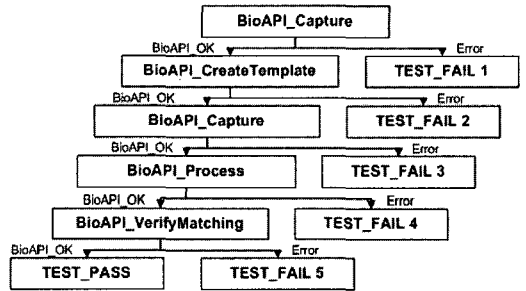 BioAPI_Capture
BioAPI_OK Error
BioAPI_CreateTemplate TEST_FAIL 1
BioAPI_OK Error
BioAPI_Capture TEST_FAIL 2
BioAPI_OK Error
BioAPI_Process TEST_FAIL 3
BioAPI_OK Error
BioAPI_VerifyMatching TEST_FAIL 4
BioAPI_OK Error
TEST_PASS TEST_FAIL 5